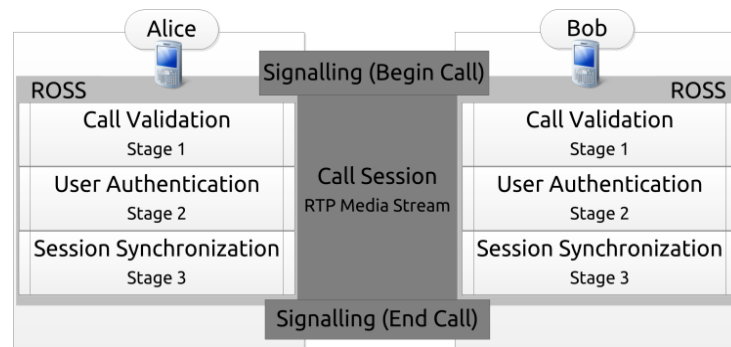 Alice
Bob
Signalling (Begin Call)
ROSS
ROSS
Call Validation
Stage 1
User Authentication
Stage 2
Session Synchronization
Stage 3
Call Session
RTP Media Stream
Call Validation
Stage 1
User Authentication
Stage 2
Session Synchronization
Stage 3
Signalling (End Call)